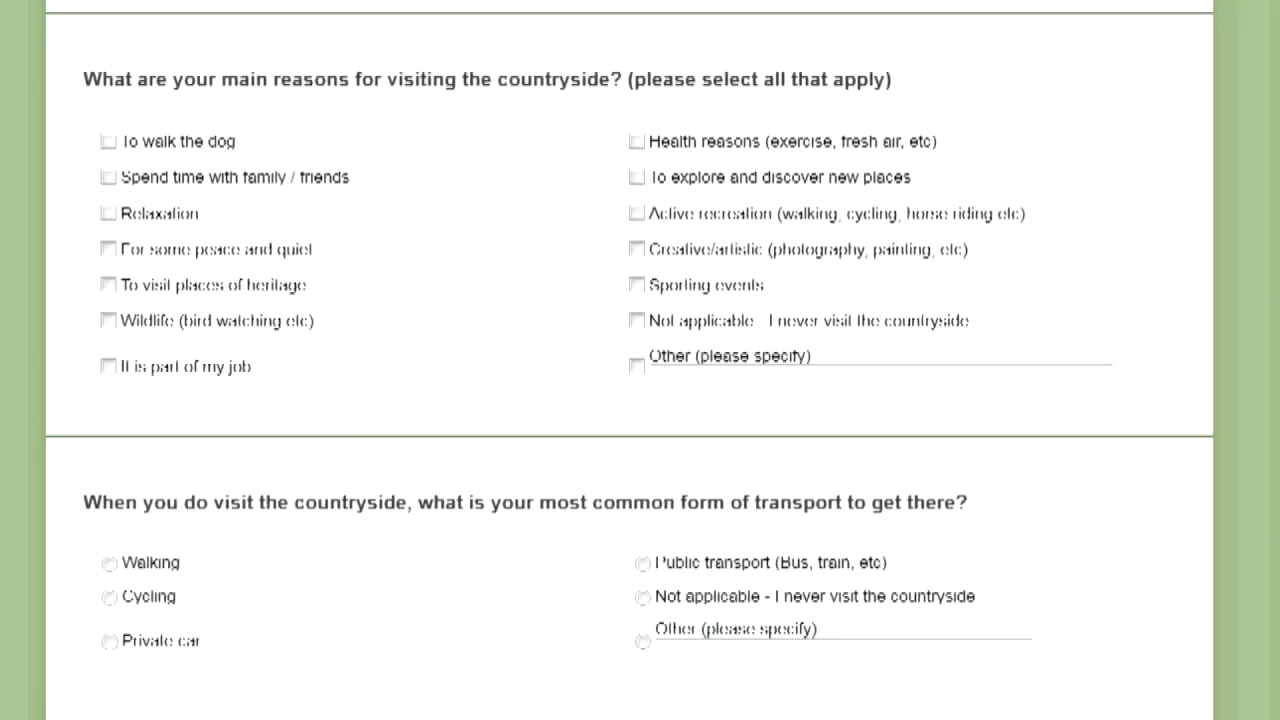 What are your main reasons for visiting the countryside? (please select all that apply)
To walk the dog
Health reasons (exercise, fresh air, etc)
Spend time with family / friends
To explore and discover new places
Relaxation
Active recreation (walking, cycling, horse riding etc)
For some peace and quiet
Creative/artistic (photography, painting, etc)
To visit places of heritage
Sporting events
Wildlife (bird watching etc)
Not applicable - I never visit the countryside
It is part of my job
Other (please specify)
When you do visit the countryside, what is your most common form of transport to get there?
Walking
Public transport (Bus, train, etc)
Cycling
Not applicable - I never visit the countryside
Private car
Other (please specify)